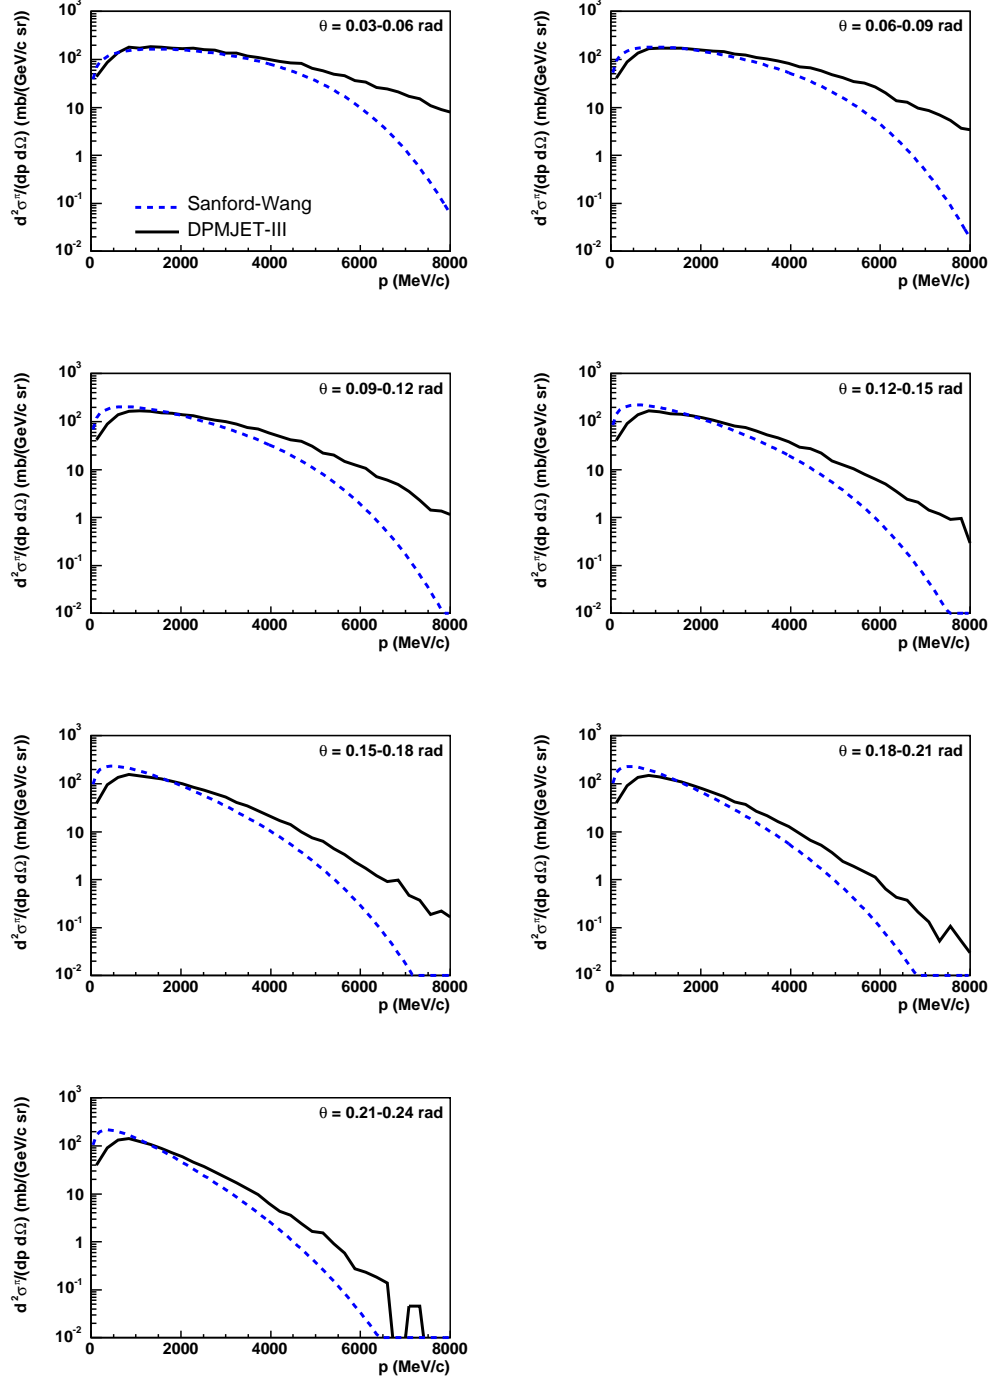 d²σ^π/(dp dΩ) (mb/(GeV/c sr))
10³
10²
10
1
10⁻¹
10⁻²
θ = 0.03-0.06 rad
Sanford-Wang
DPMJET-III
0 2000 4000 6000 8000
p (MeV/c)
d²σ^π/(dp dΩ) (mb/(GeV/c sr))
10³
10²
10
1
10⁻¹
10⁻²
θ = 0.06-0.09 rad
0 2000 4000 6000 8000
p (MeV/c)
d²σ^π/(dp dΩ) (mb/(GeV/c sr))
10³
10²
10
1
10⁻¹
10⁻²
θ = 0.09-0.12 rad
0 2000 4000 6000 8000
p (MeV/c)
d²σ^π/(dp dΩ) (mb/(GeV/c sr))
10³
10²
10
1
10⁻¹
10⁻²
θ = 0.12-0.15 rad
0 2000 4000 6000 8000
p (MeV/c)
d²σ^π/(dp dΩ) (mb/(GeV/c sr))
10³
10²
10
1
10⁻¹
10⁻²
θ = 0.15-0.18 rad
0 2000 4000 6000 8000
p (MeV/c)
d²σ^π/(dp dΩ) (mb/(GeV/c sr))
10³
10²
10
1
10⁻¹
10⁻²
θ = 0.18-0.21 rad
0 2000 4000 6000 8000
p (MeV/c)
d²σ^π/(dp dΩ) (mb/(GeV/c sr))
10³
10²
10
1
10⁻¹
10⁻²
θ = 0.21-0.24 rad
0 2000 4000 6000 8000
p (MeV/c)